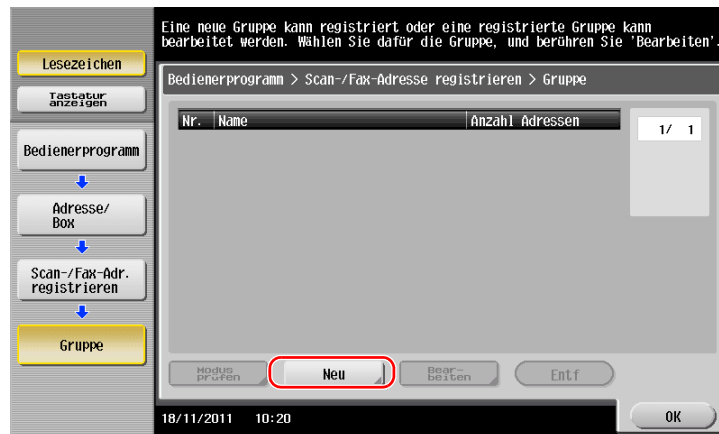 Eine neue Gruppe kann registriert oder eine registrierte Gruppe kann
bearbeitet werden. Wählen Sie dafür die Gruppe, und berühren Sie 'Bearbeiten'.
Lesezeichen
Tastatur
anzeigen
Bedienerprogramm > Scan-/Fax-Adresse registrieren > Gruppe
Nr. Name Anzahl Adressen
1/ 1
Bedienerprogramm
Adresse/
Box
Scan-/Fax-Adr.
registrieren
Gruppe
Modus
prüfen
Neu
Bear-
beiten
Entf
18/11/2011 10:20
OK